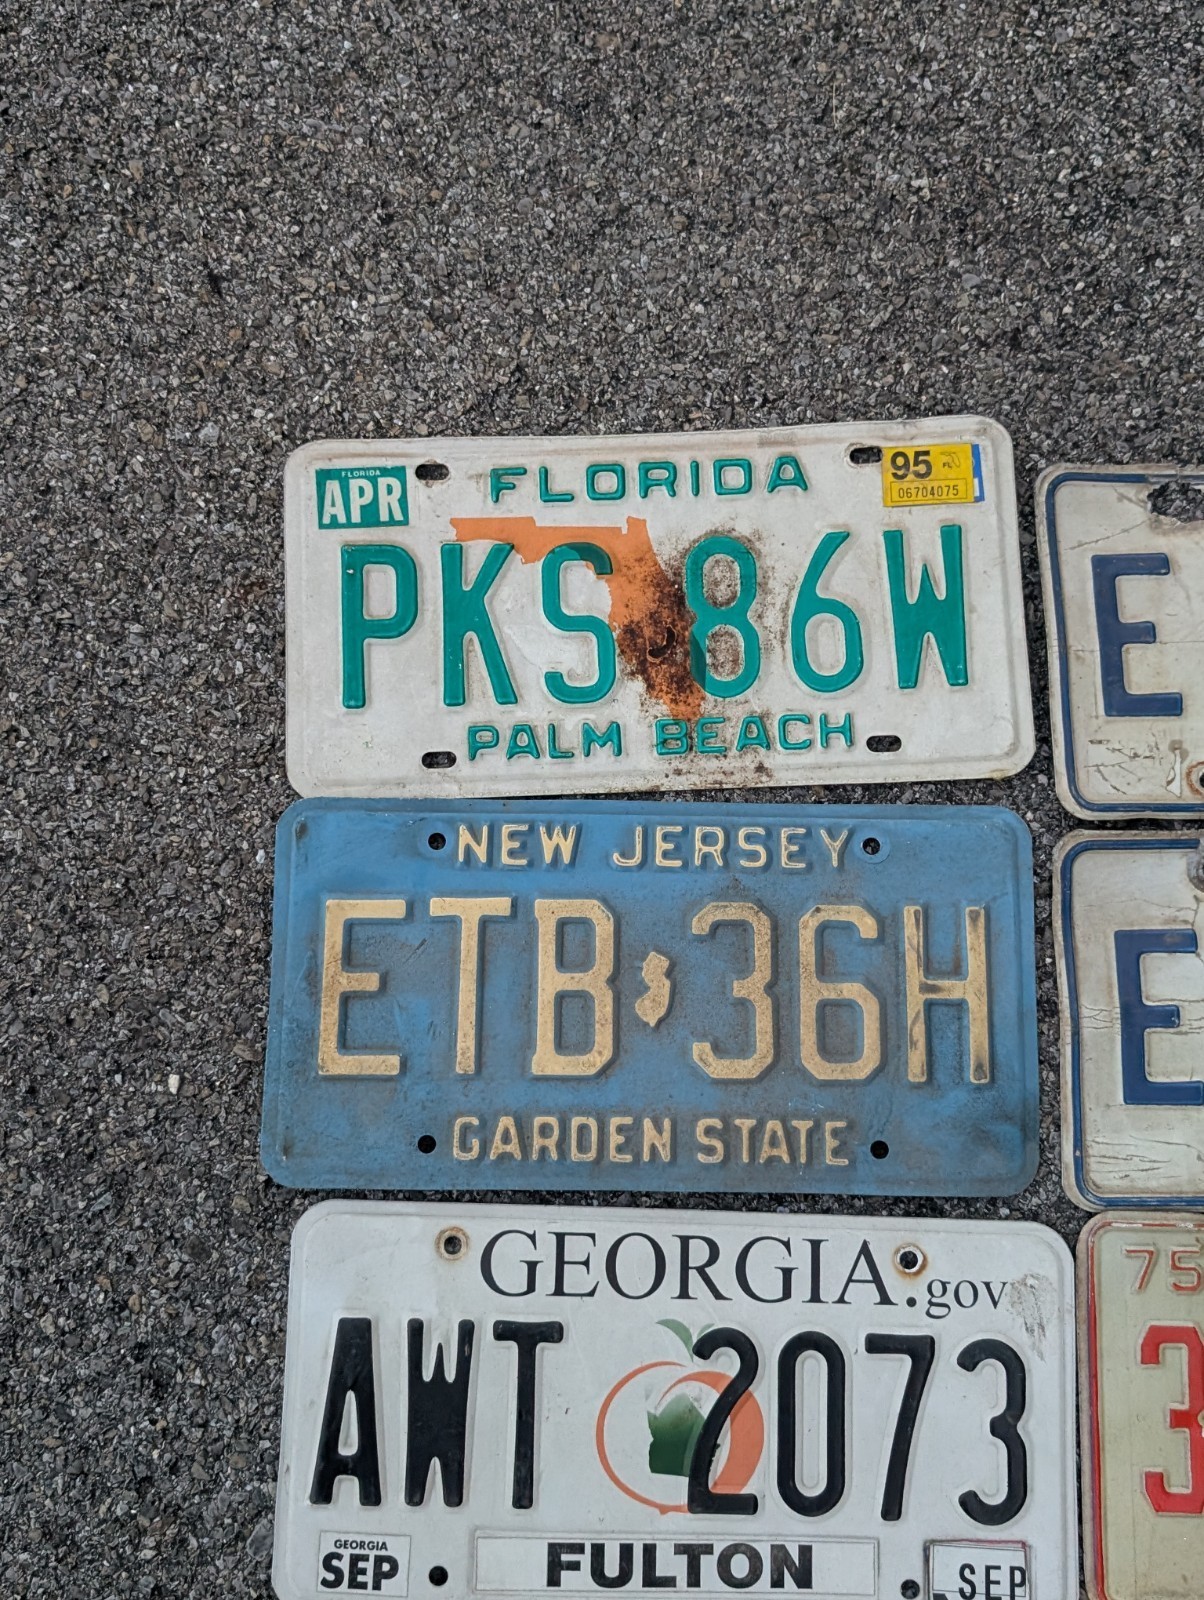 FLORIDA
APR
FLORIDA
95 FL
06704075
PKS 86W
PALM BEACH
NEW JERSEY
ETB 36H
GARDEN STATE
GEORGIA.gov
AWT 2073
GEORGIA
SEP
FULTON
SEP
E
E
75
3